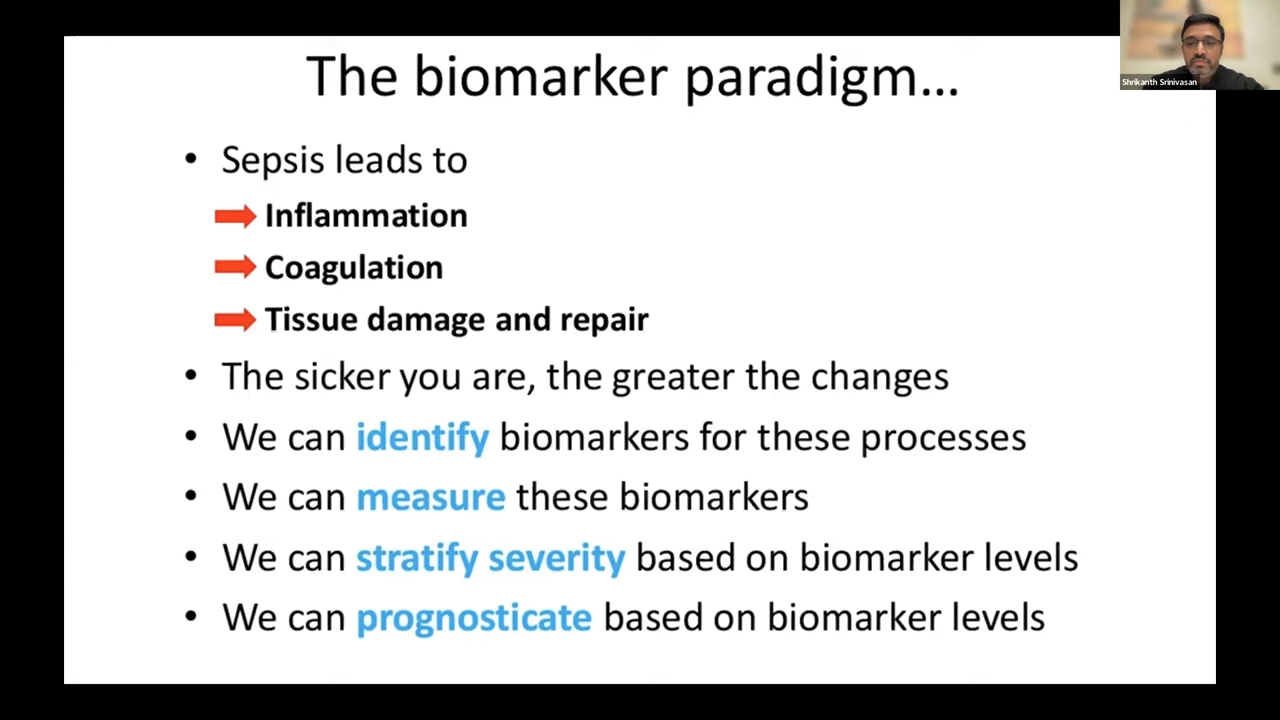 The biomarker paradigm...
• Sepsis leads to
Inflammation
Coagulation
Tissue damage and repair
• The sicker you are, the greater the changes
• We can identify biomarkers for these processes
• We can measure these biomarkers
• We can stratify severity based on biomarker levels
• We can prognosticate based on biomarker levels
Shrikanth Srinivasan